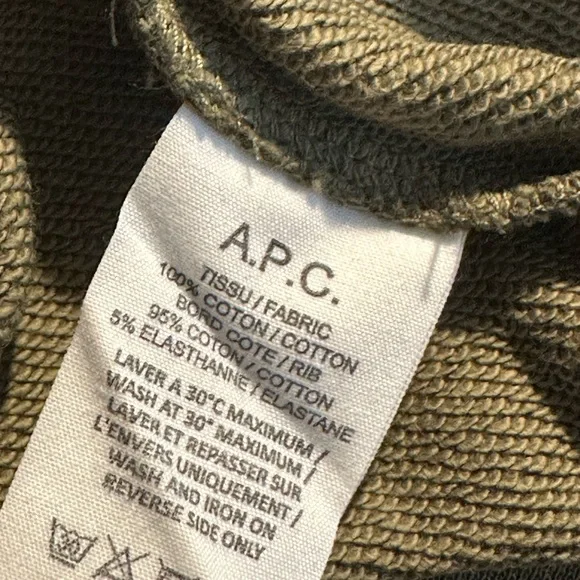 A.P.C.
TISSU / FABRIC
100% COTON / COTTON
BORD COTE / RIB
95% COTON / COTTON
5% ELASTHANNE / ELASTANE
LAVER A 30°C MAXIMUM /
WASH AT 30° MAXIMUM /
LAVER ET REPASSER SUR
L'ENVERS UNIQUEMENT /
WASH AND IRON ON
REVERSE SIDE ONLY
30